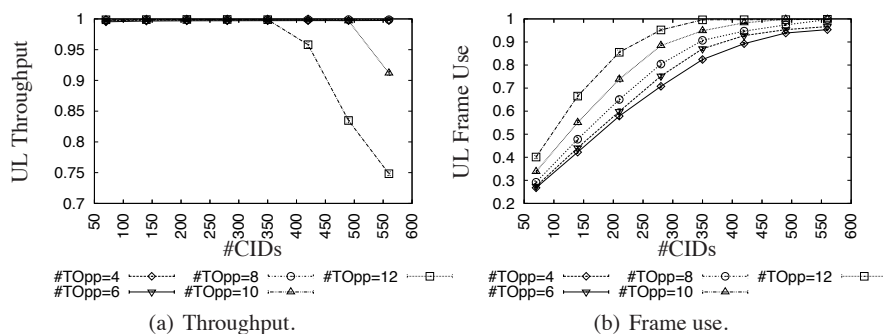 UL Throughput
1
0.95
0.9
0.85
0.8
0.75
0.7
50
100
150
200
250
300
350
400
450
500
550
600
#CIDs
#TOpp=4
#TOpp=6
#TOpp=8
#TOpp=10
#TOpp=12
(a) Throughput.
UL Frame Use
1
0.9
0.8
0.7
0.6
0.5
0.4
0.3
0.2
50
100
150
200
250
300
350
400
450
500
550
600
#CIDs
#TOpp=4
#TOpp=6
#TOpp=8
#TOpp=10
#TOpp=12
(b) Frame use.